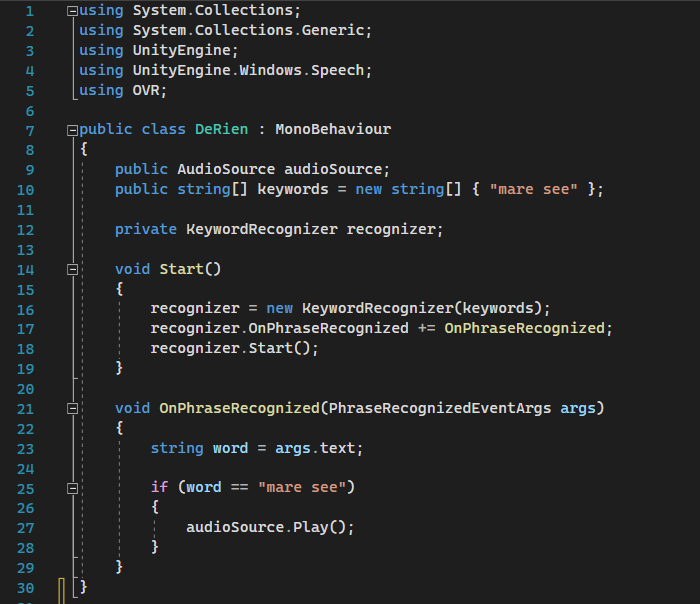 1 using System.Collections;
2 using System.Collections.Generic;
3 using UnityEngine;
4 using UnityEngine.Windows.Speech;
5 using OVR;
6
7 public class DeRien : MonoBehaviour
8 {
9 public AudioSource audioSource;
10 public string[] keywords = new string[] { "mare see" };
11
12 private KeywordRecognizer recognizer;
13
14 void Start()
15 {
16 recognizer = new KeywordRecognizer(keywords);
17 recognizer.OnPhraseRecognized += OnPhraseRecognized;
18 recognizer.Start();
19 }
20
21 void OnPhraseRecognized(PhraseRecognizedEventArgs args)
22 {
23 string word = args.text;
24
25 if (word == "mare see")
26 {
27 audioSource.Play();
28 }
29 }
30 }